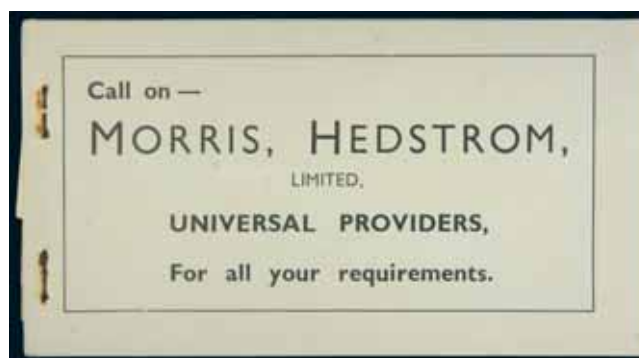 Call on —
MORRIS, HEDSTROM,
LIMITED,
UNIVERSAL PROVIDERS,
For all your requirements.